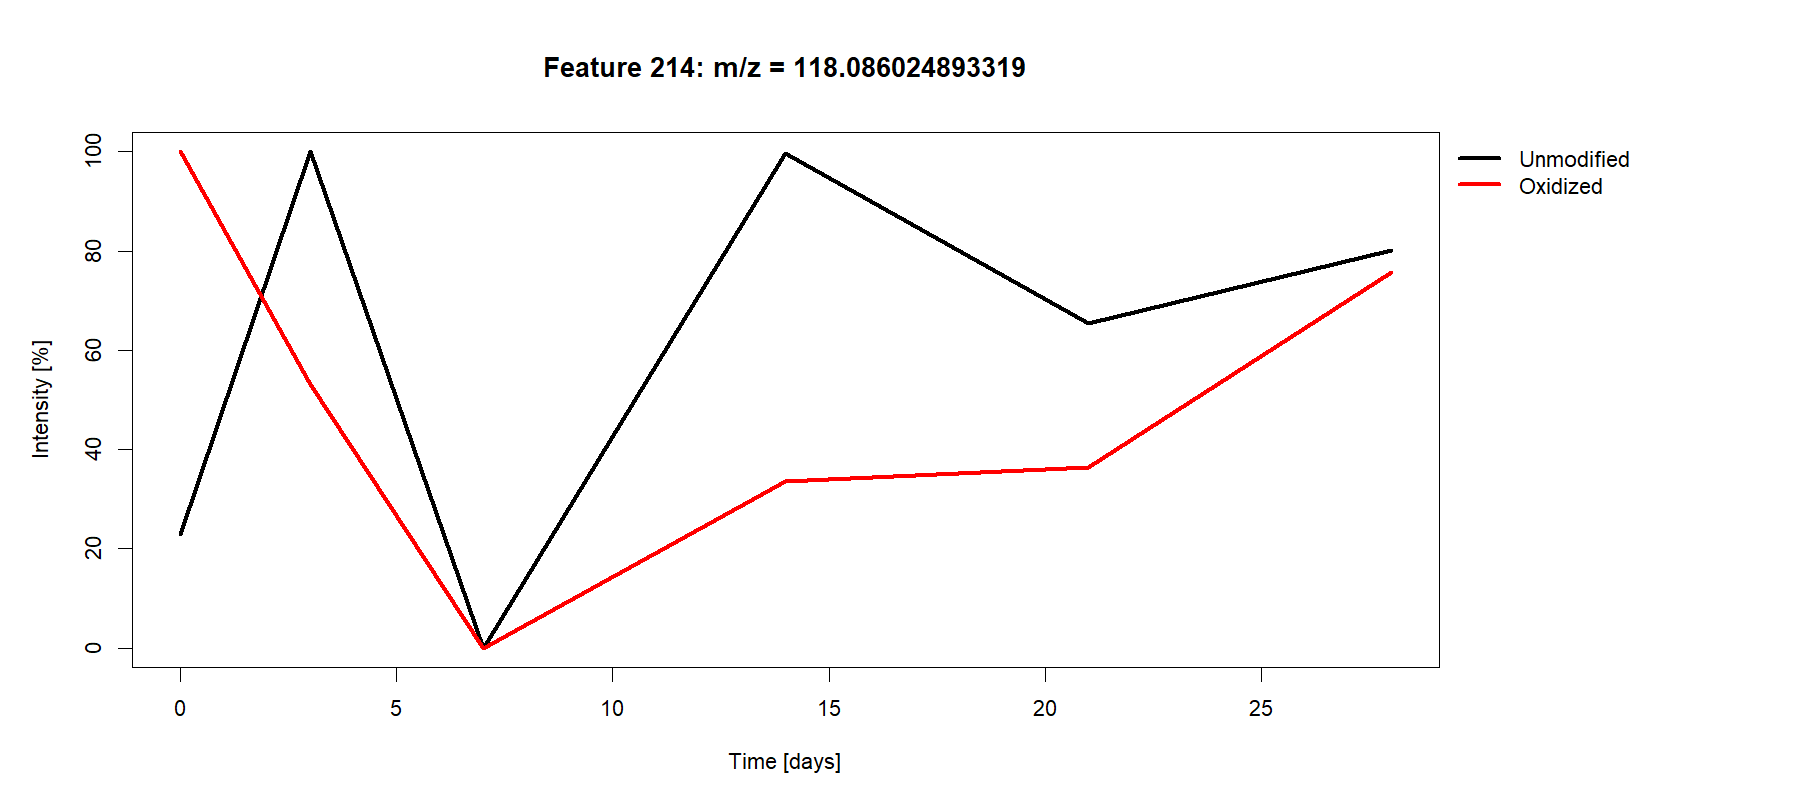 Feature 214: m/z = 118.086024893319
Unmodified
Oxidized
Intensity [%]
100
80
60
40
20
0
0 5 10 15 20 25
Time [days]